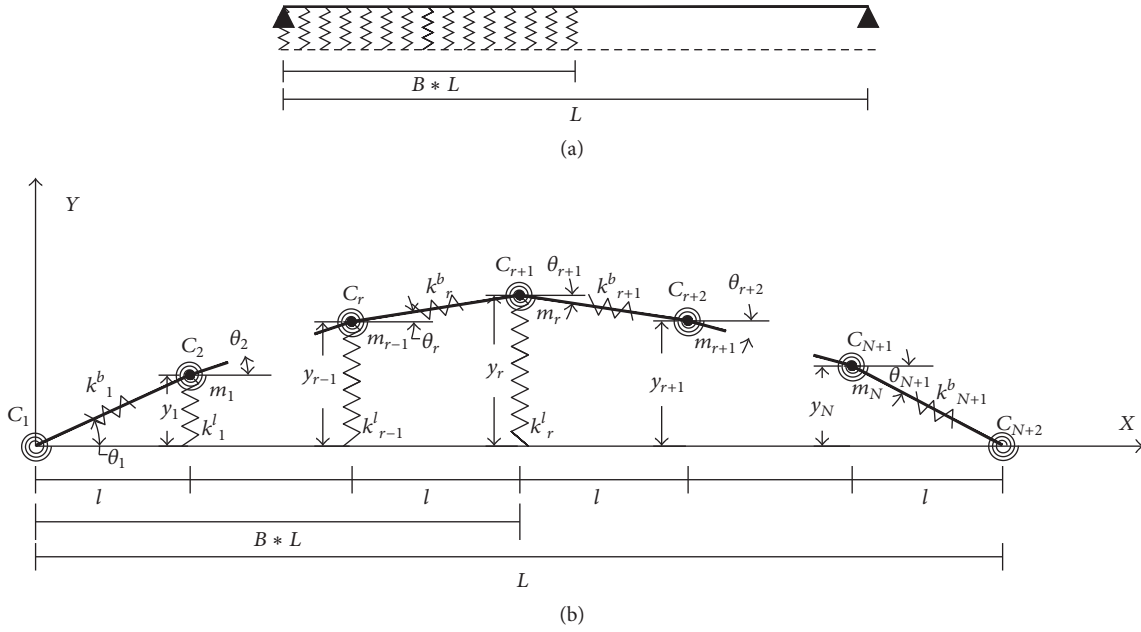 B ∗ L
L
(a)
Y
C_{r+1}
θ_{r+1}
k^b_r
k^b_{r+1}
C_r
C_{r+2}
θ_{r+2}
m_r
m_{r−1}
θ_r
m_{r+1}
C_2
θ_2
C_{N+1}
k^b_1
m_1
y_1
y_{r−1}
y_r
y_{r+1}
y_N
θ_{N+1}
m_N
k^b_{N+1}
C_1
k^l_1
k^l_{r−1}
k^l_r
C_{N+2}
X
θ_1
l l l l
B ∗ L
L
(b)